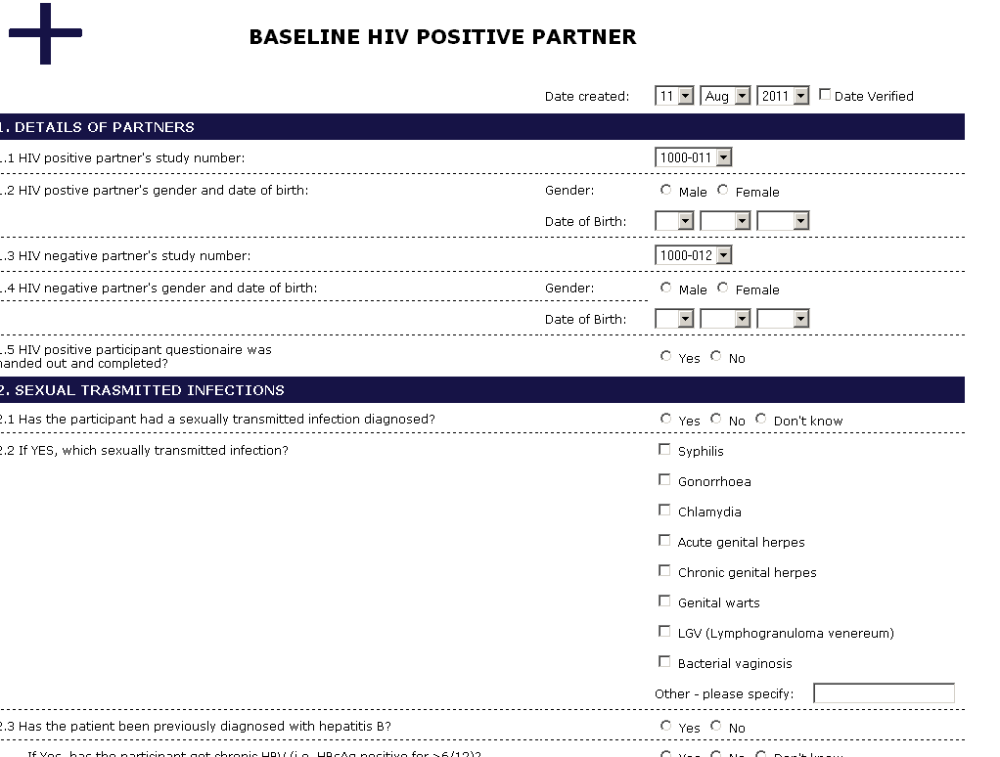 BASELINE HIV POSITIVE PARTNER
Date created: 11 Aug 2011 Date Verified
1. DETAILS OF PARTNERS
1.1 HIV positive partner's study number: 1000-011
1.2 HIV postive partner's gender and date of birth: Gender: Male Female
Date of Birth:
1.3 HIV negative partner's study number: 1000-012
1.4 HIV negative partner's gender and date of birth: Gender: Male Female
Date of Birth:
1.5 HIV positive participant questionaire was
handed out and completed? Yes No
2. SEXUAL TRASMITTED INFECTIONS
2.1 Has the participant had a sexually transmitted infection diagnosed? Yes No Don't know
2.2 If YES, which sexually transmitted infection? Syphilis
Gonorrhoea
Chlamydia
Acute genital herpes
Chronic genital herpes
Genital warts
LGV (Lymphogranuloma venereum)
Bacterial vaginosis
Other - please specify:
2.3 Has the patient been previously diagnosed with hepatitis B? Yes No
If Yes, has the participant got chronic HBV (i.e. HBsAg positive for >6/12)? Yes No Don't know